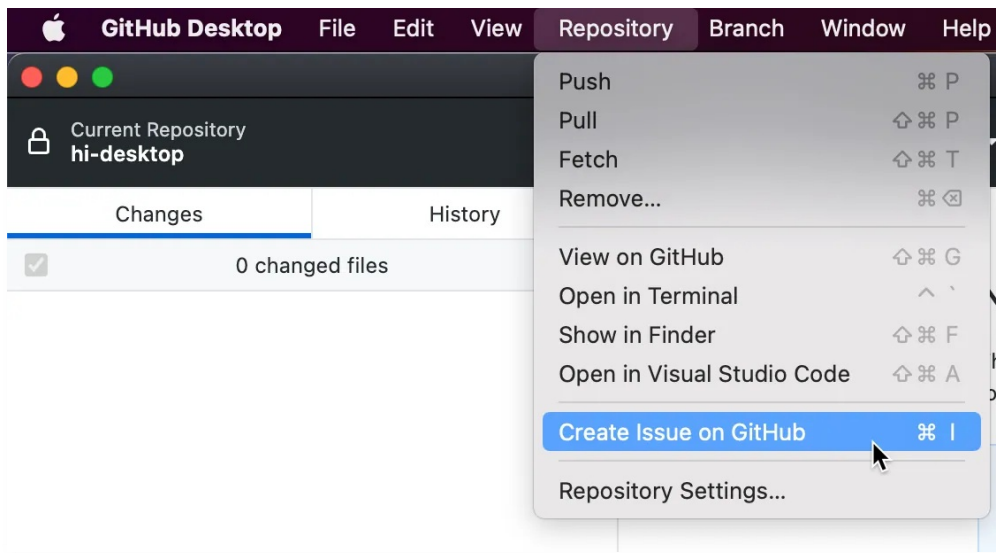 GitHub Desktop File Edit View Repository Branch Window Help
Current Repository
hi-desktop
Changes History
0 changed files
Push ⌘ P
Pull ⇧ ⌘ P
Fetch ⇧ ⌘ T
Remove... ⌘ ⌫
View on GitHub ⇧ ⌘ G
Open in Terminal ⌃ `
Show in Finder ⇧ ⌘ F
Open in Visual Studio Code ⇧ ⌘ A
Create Issue on GitHub ⌘ I
Repository Settings...